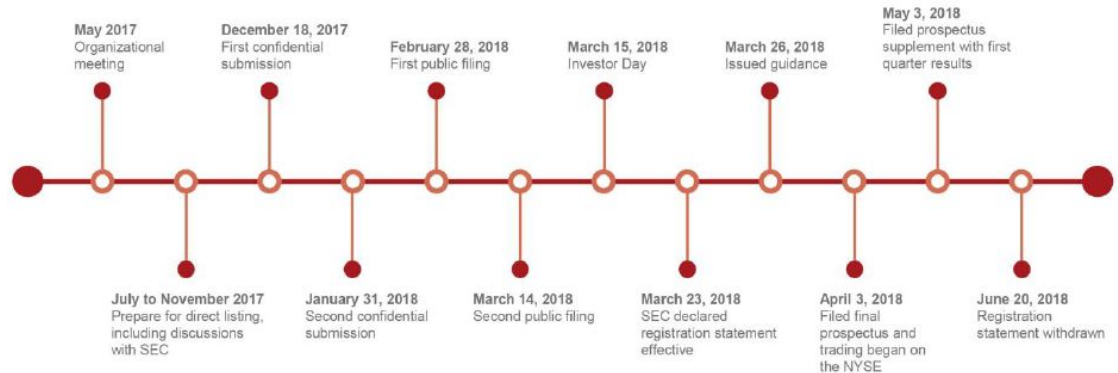 May 2017
Organizational
meeting
December 18, 2017
First confidential
submission
February 28, 2018
First public filing
March 15, 2018
Investor Day
March 26, 2018
Issued guidance
May 3, 2018
Filed prospectus
supplement with first
quarter results
July to November 2017
Prepare for direct listing,
including discussions
with SEC
January 31, 2018
Second confidential
submission
March 14, 2018
Second public filing
March 23, 2018
SEC declared
registration statement
effective
April 3, 2018
Filed final
prospectus and
trading began on
the NYSE
June 20, 2018
Registration
statement withdrawn